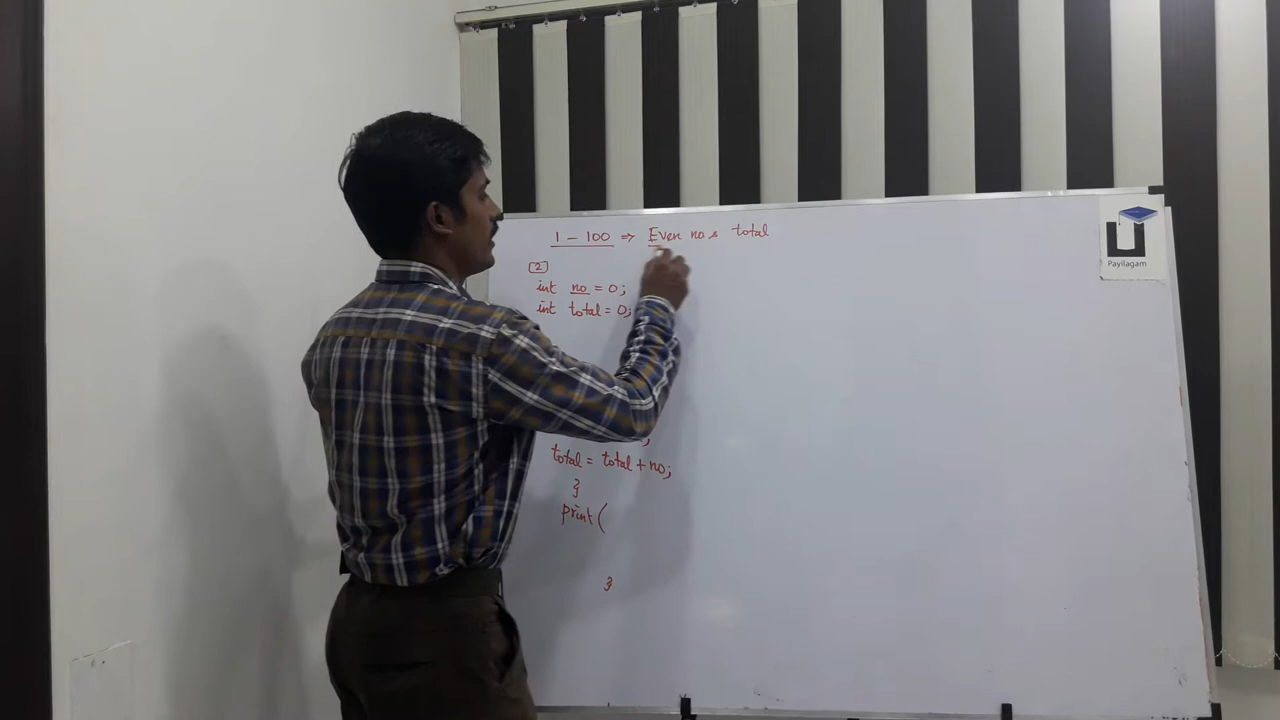 1 - 100 ⇒ Even nos total
2
int no = 0;
int total = 0;
total = total + no;
}
print(
}
Payilagam